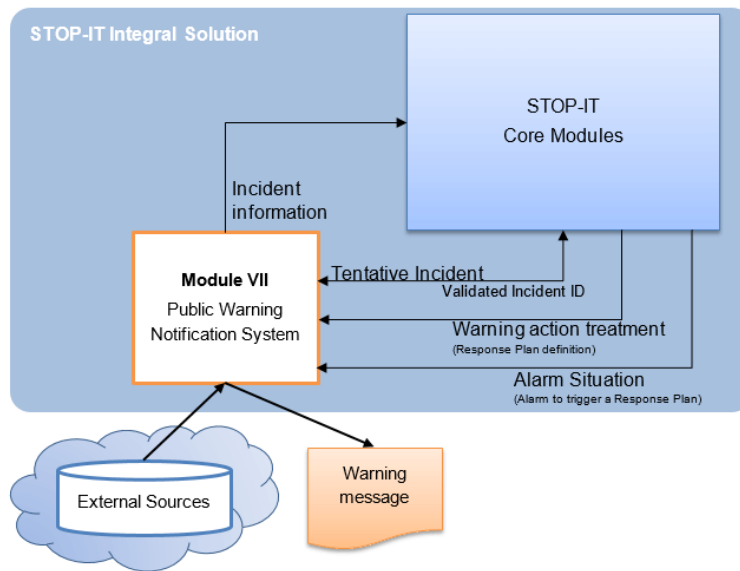 STOP-IT Integral Solution
STOP-IT
Core Modules
Incident
information
Module VII
Public Warning
Notification System
Tentative Incident
Validated Incident ID
Warning action treatment
(Response Plan definition)
Alarm Situation
(Alarm to trigger a Response Plan)
External Sources
Warning
message